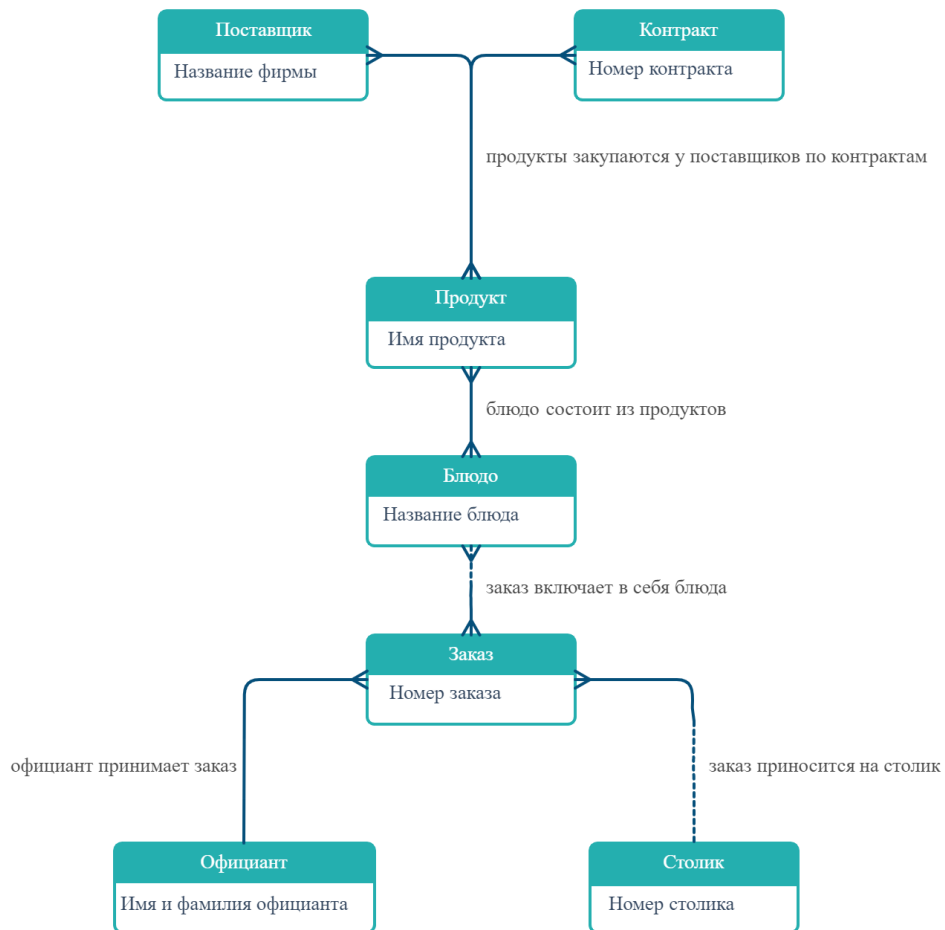 Поставщик
Контракт
Название фирмы
Номер контракта
продукты закупаются у поставщиков по контрактам
Продукт
Имя продукта
блюдо состоит из продуктов
Блюдо
Название блюда
заказ включает в себя блюда
Заказ
Номер заказа
официант принимает заказ
заказ приносится на столик
Официант
Столик
Имя и фамилия официанта
Номер столика